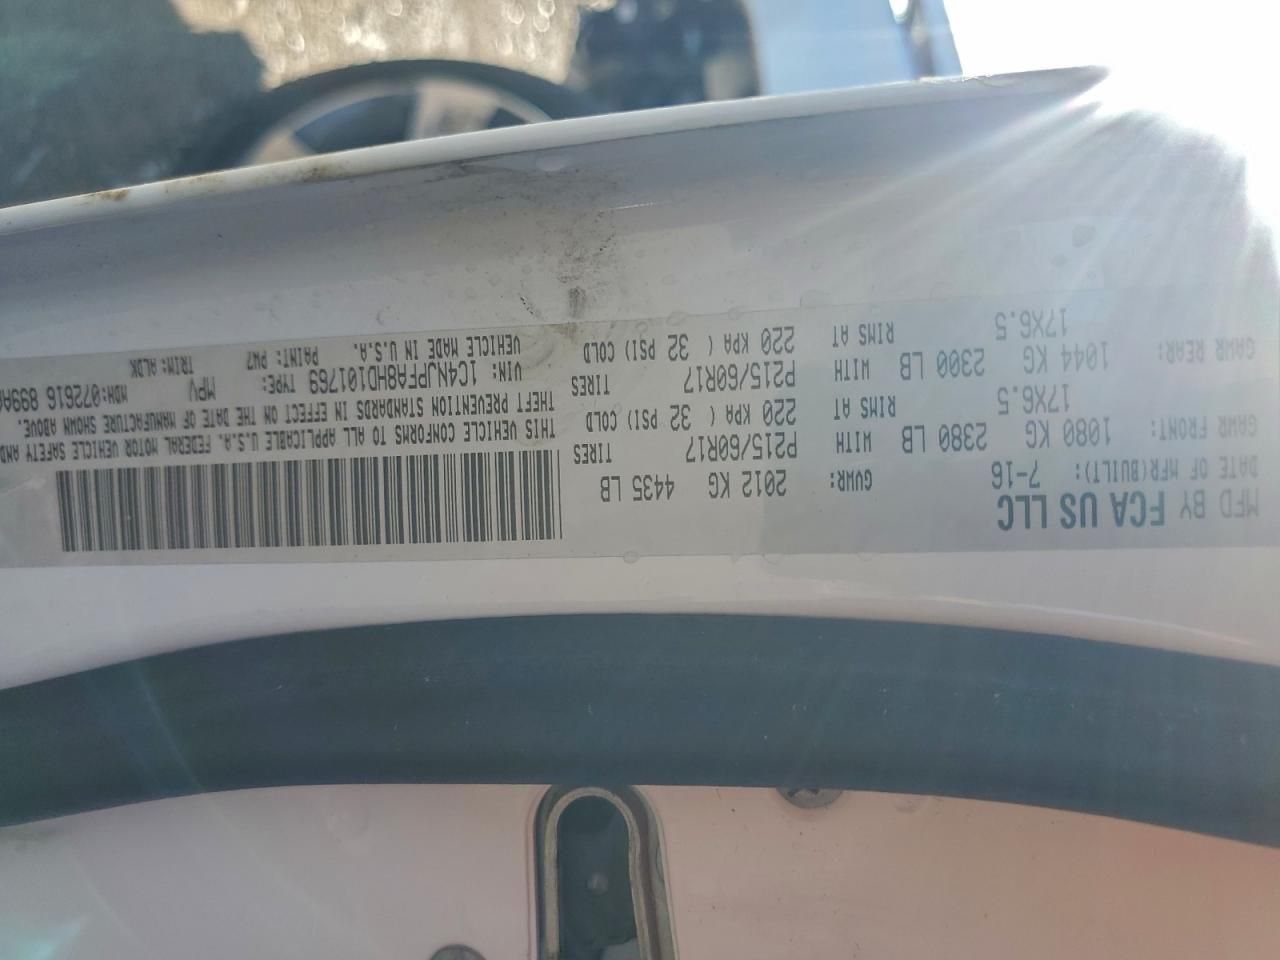 MFD BY FCA US LLC
DATE OF MFR(BUILT): 7-16 GVWR: 2012 KG 4435 LB
GAWR FRONT: 1080 KG 2380 LB WITH P215/60R17 TIRES
17X6.5 RIMS AT 220 KPA ( 32 PSI) COLD
GAWR REAR: 1044 KG 2300 LB WITH P215/60R17 TIRES
17X6.5 RIMS AT 220 KPA ( 32 PSI) COLD
THIS VEHICLE CONFORMS TO ALL APPLICABLE U.S.A. FEDERAL MOTOR VEHICLE SAFETY AND
THEFT PREVENTION STANDARDS IN EFFECT ON THE DATE OF MANUFACTURE SHOWN ABOVE.
VIN: 1C4NJPFA8HD101769 TYPE: MPV MDH:072616 899A
VEHICLE MADE IN U.S.A. PAINT: PW7 TRIM: ALDK